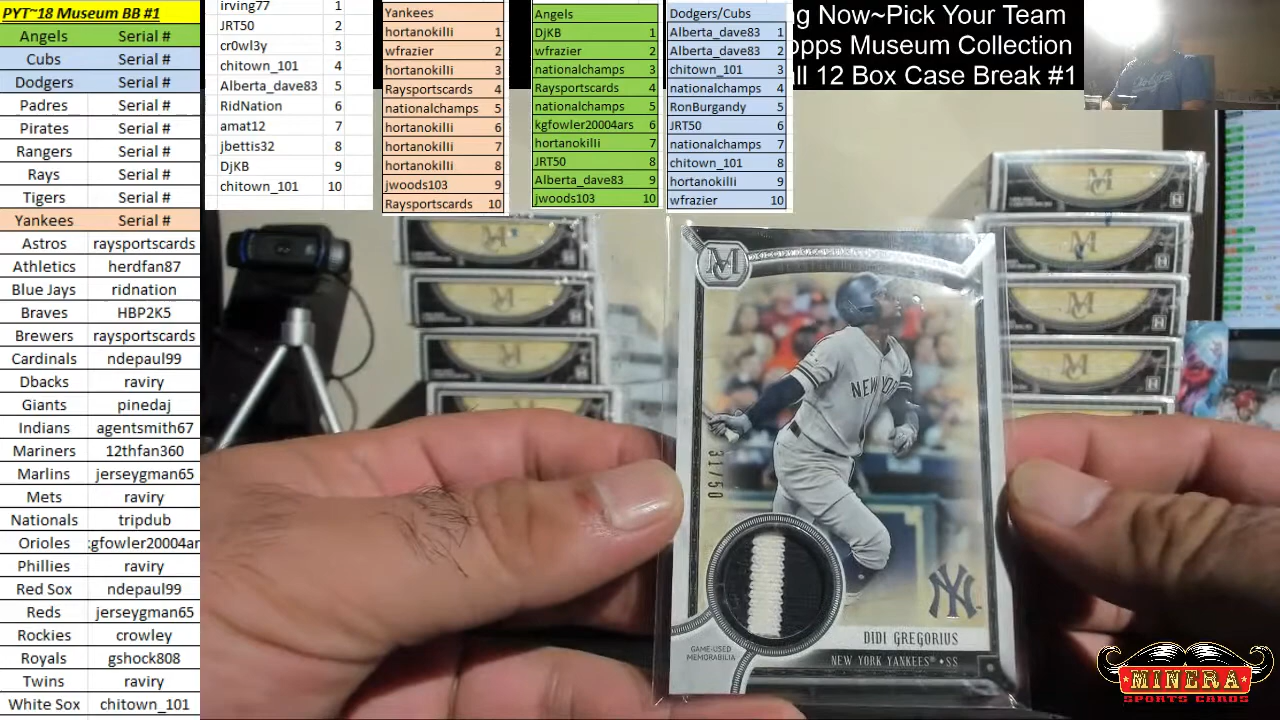 PYT~18 Museum BB #1
Angels Serial #
Cubs Serial #
Dodgers Serial #
Padres Serial #
Pirates Serial #
Rangers Serial #
Rays Serial #
Tigers Serial #
Yankees Serial #
Astros raysportscards
Athletics herdfan87
Blue Jays ridnation
Braves HBP2K5
Brewers raysportscards
Cardinals ndepaul99
Dbacks raviry
Giants pinedaj
Indians agentsmith67
Mariners 12thfan360
Marlins jerseygman65
Mets raviry
Nationals tripdub
Orioles kgfowler20004ar
Phillies raviry
Red Sox ndepaul99
Reds jerseygman65
Rockies crowley
Royals gshock808
Twins raviry
White Sox chitown_101
irving77 1
JRT50 2
cr0wl3y 3
chitown_101 4
Alberta_dave83 5
RidNation 6
amat12 7
jbettis32 8
DjKB 9
chitown_101 10
Yankees
hortanokilli 1
wfrazier 2
hortanokilli 3
Raysportscards 4
nationalchamps 5
hortanokilli 6
hortanokilli 7
hortanokilli 8
jwoods103 9
Raysportscards 10
Angels
DjKB 1
wfrazier 2
nationalchamps 3
Raysportscards 4
nationalchamps 5
kgfowler20004ars 6
hortanokilli 7
JRT50 8
Alberta_dave83 9
jwoods103 10
Dodgers/Cubs
Alberta_dave83 1
Alberta_dave83 2
chitown_101 3
nationalchamps 4
RonBurgandy 5
JRT50 6
nationalchamps 7
chitown_101 8
hortanokilli 9
wfrazier 10
ng Now~Pick Your Team
opps Museum Collection
all 12 Box Case Break #1
M
NEW YORK
31/50
NY
GAME-USED
MEMORABILIA
DIDI GREGORIUS
NEW YORK YANKEES® • SS
MINERA
SPORTS CARDS